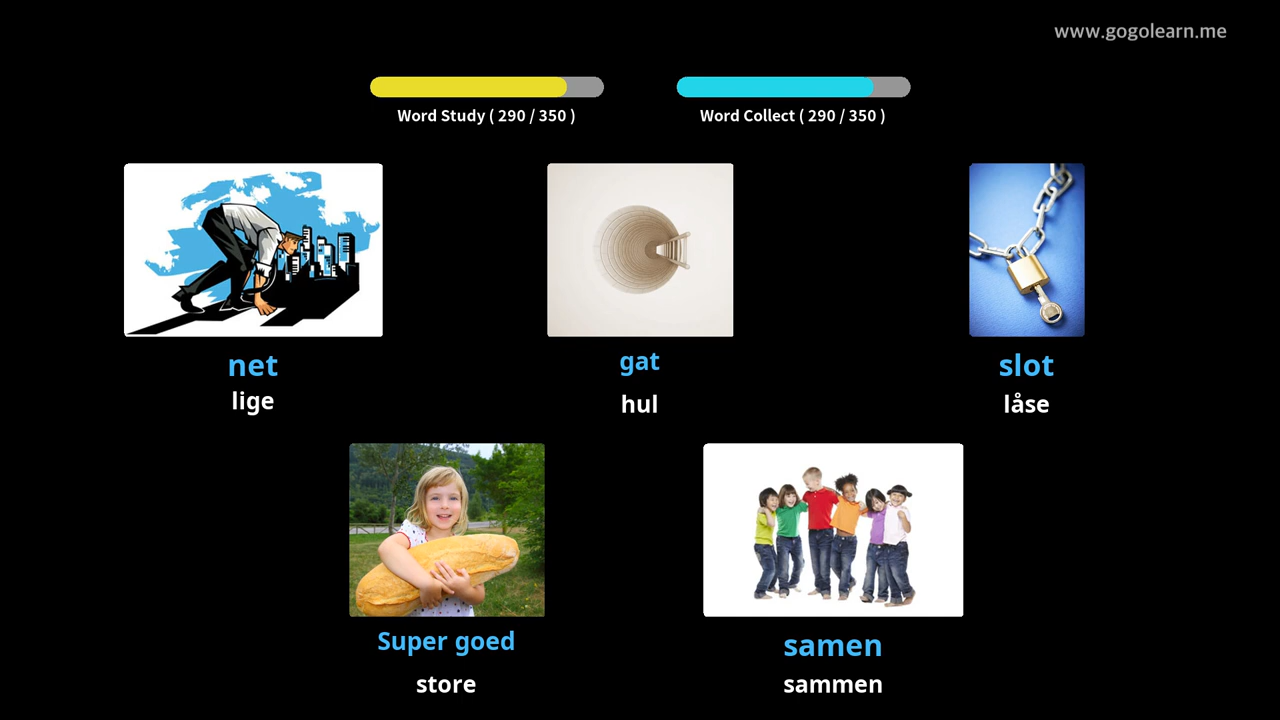 www.gogolearn.me
Word Study ( 290 / 350 )
Word Collect ( 290 / 350 )
net
lige
gat
hul
slot
låse
Super goed
store
samen
sammen